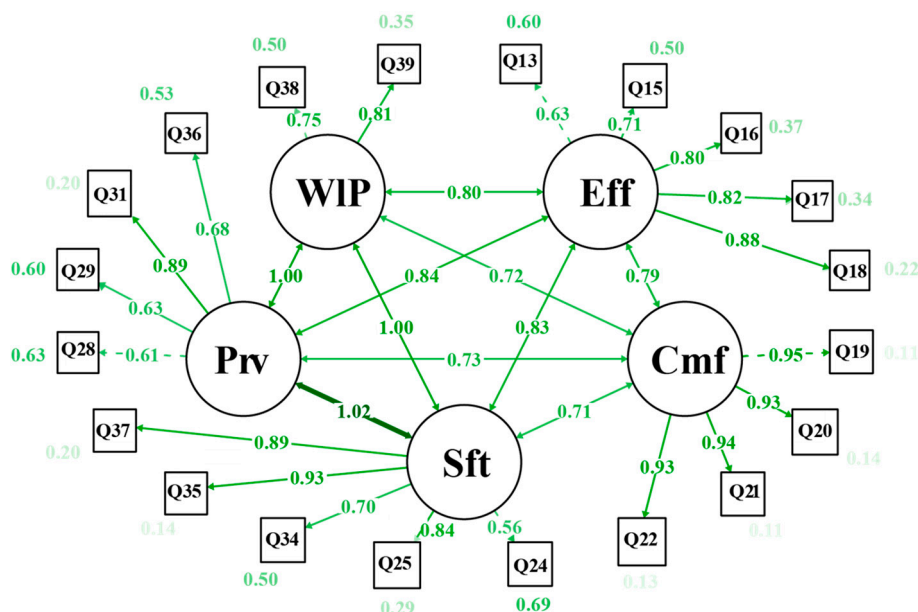 0.60
0.35
0.50
0.50
Q39
Q13
Q38
Q15
0.53
0.81
0.63
0.71
0.75
Q36
Q16
0.37
0.80
0.20
Q31
WlP
0.80
Eff
0.82
Q17
0.34
0.68
0.88
0.89
0.60
Q29
1.00
0.84
0.72
0.79
Q18
0.22
0.63
1.00
0.83
0.63
Q28
0.61
Prv
0.73
Cmf
0.95
Q19
0.11
1.02
0.71
0.93
Q37
0.89
Q20
0.20
0.94
0.14
0.93
Sft
0.93
Q35
Q21
0.14
0.70
0.84
0.56
0.11
Q34
Q22
Q25
Q24
0.50
0.13
0.29
0.69